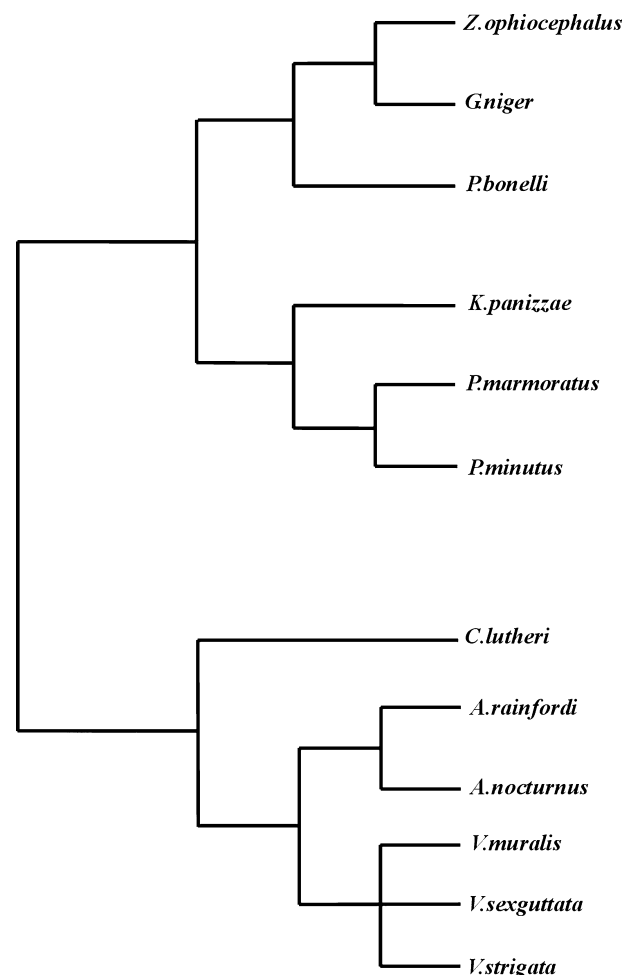 Z.ophiocephalus
G.niger
P.bonelli
K.panizzae
P.marmoratus
P.minutus
C.lutheri
A.rainfordi
A.nocturnus
V.muralis
V.sexguttata
V.strigata